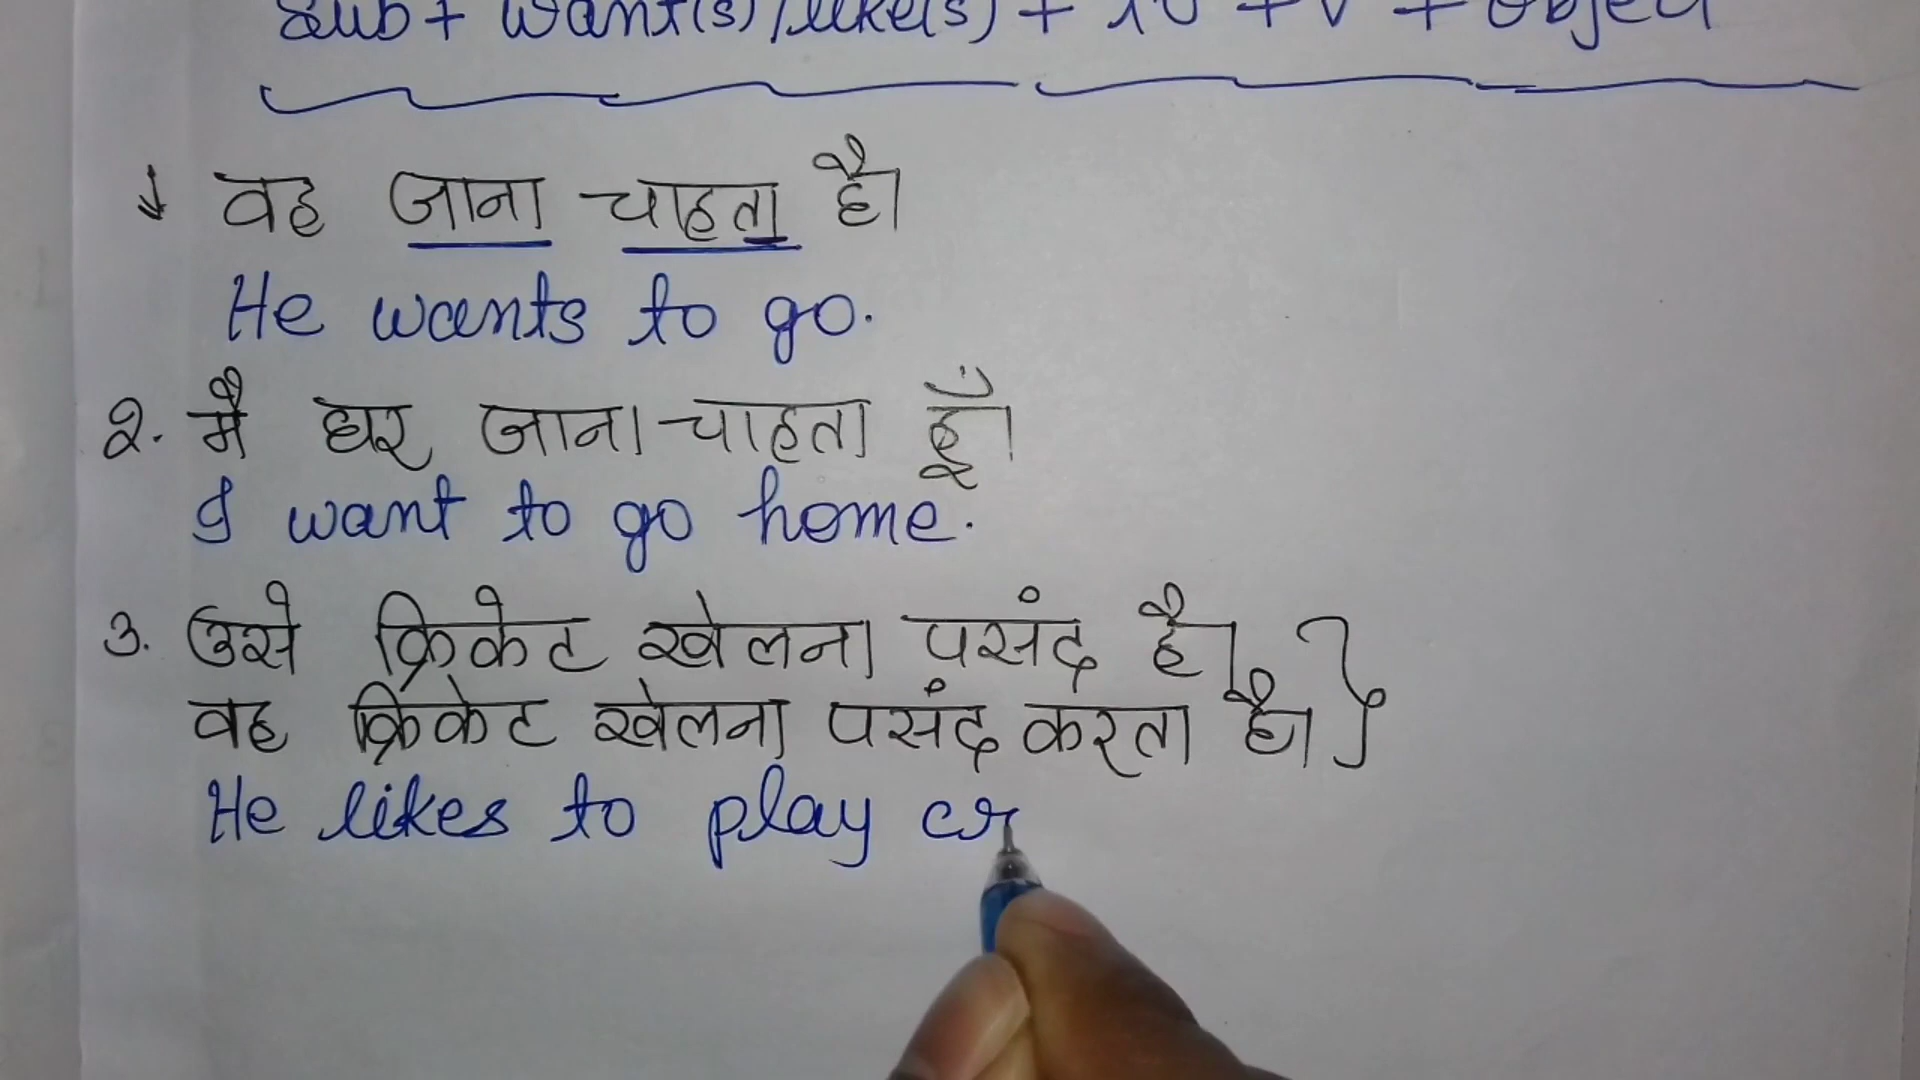 Sub + want(s) / like(s) + to + V + object
1. वह जाना चाहता है।
He wants to go.
2. मै घर जाना चाहता हूँ।
I want to go home.
3. उसे क्रिकेट खेलना पसंद है।
वह क्रिकेट खेलना पसंद करता है।
He likes to play cr